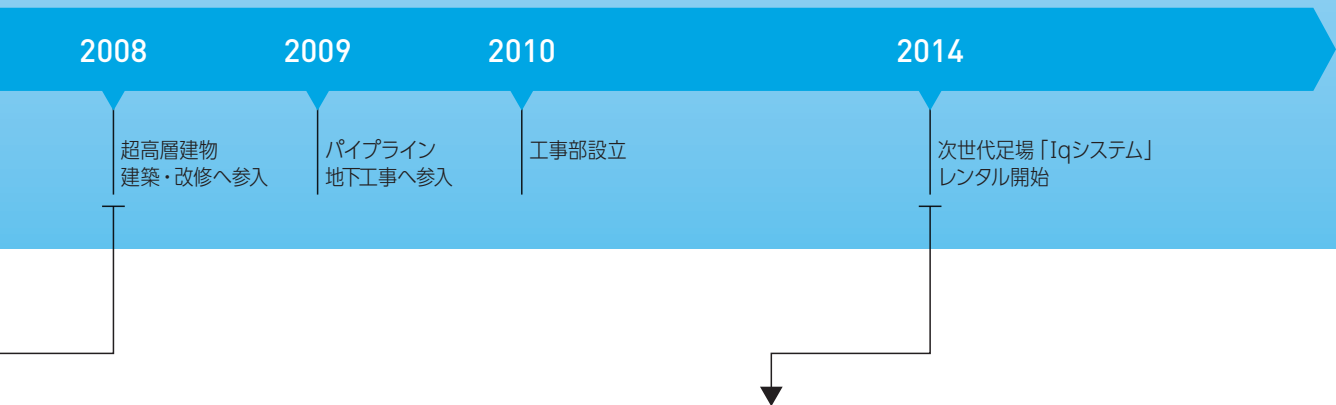 2008
2009
2010
2014
超高層建物
建築・改修へ参入
パイプライン
地下工事へ参入
工事部設立
次世代足場「Iqシステム」
レンタル開始